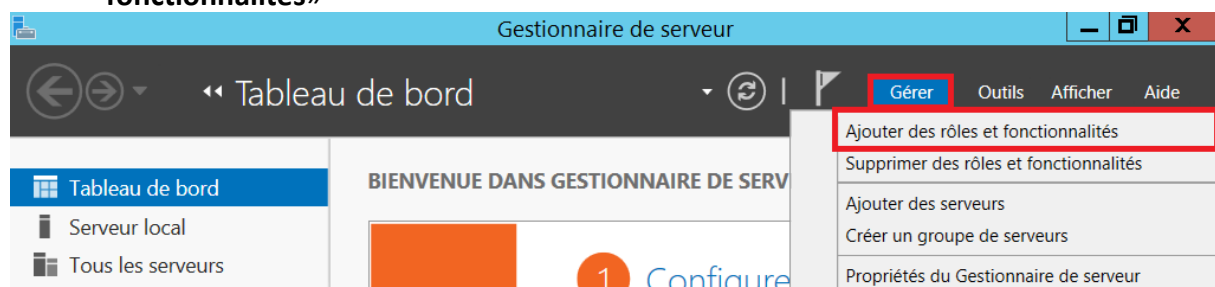 fonctionnalités»
Gestionnaire de serveur
Tableau de bord
Gérer Outils Afficher Aide
Ajouter des rôles et fonctionnalités
Supprimer des rôles et fonctionnalités
Ajouter des serveurs
Créer un groupe de serveurs
Propriétés du Gestionnaire de serveur
Tableau de bord
Serveur local
Tous les serveurs
BIENVENUE DANS GESTIONNAIRE DE SERV
1 Configure